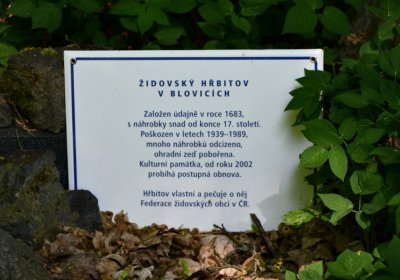 ŽIDOVSKÝ HŘBITOV
V BLOVICÍCH
Založen údajně v roce 1683,
s náhrobky snad od konce 17. století.
Poškozen v letech 1939–1989,
mnoho náhrobků odcizeno,
ohradní zeď pobořena.
Kulturní památka, od roku 2002
probíhá postupná obnova.
Hřbitov vlastní a pečuje o něj
Federace židovských obcí v ČR.